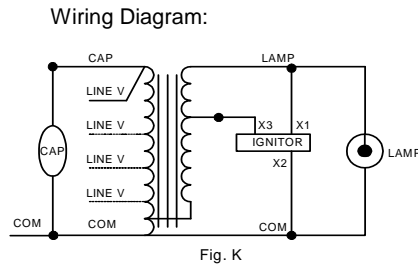 Wiring Diagram:
CAP LAMP
LINE V
LINE V X3 X1
CAP IGNITOR LAMP
LINE V X2
LINE V
COM COM COM
Fig. K